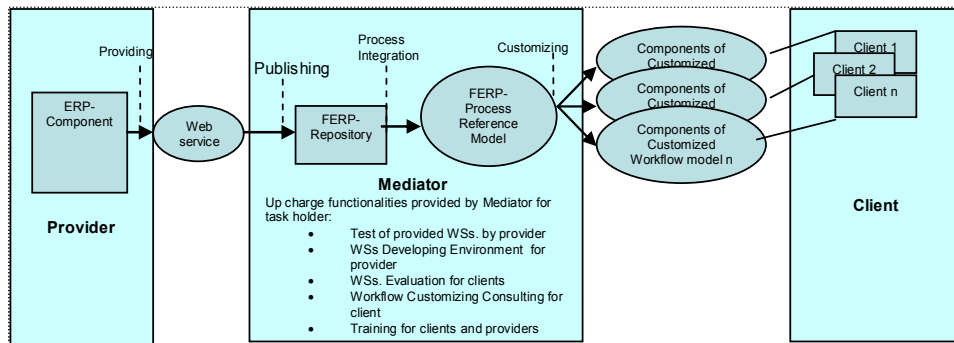 Providing
ERP-
Component
Provider
Web
service
Publishing
Process
Integration
FERP-
Repository
FERP-
Process
Reference
Model
Customizing
Mediator
Up charge functionalities provided by Mediator for
task holder:
• Test of provided WSs. by provider
• WSs Developing Environment for
provider
• WSs. Evaluation for clients
• Workflow Customizing Consulting for
client
• Training for clients and providers
Components of
Customized
Components of
Customized
Components of
Customized
Workflow model n
Client 1
Client 2
Client n
Client